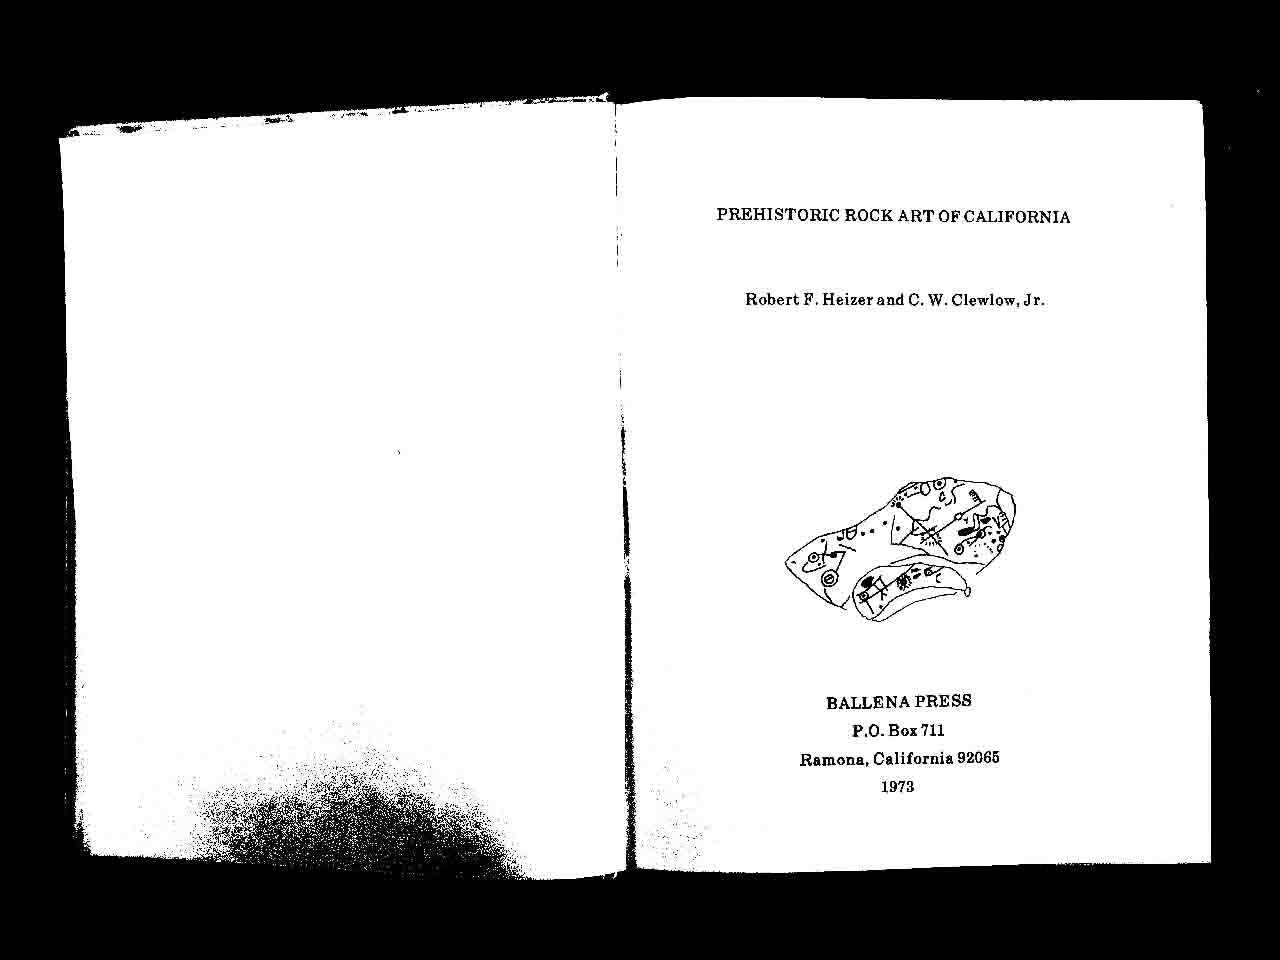 PREHISTORIC ROCK ART OF CALIFORNIA
Robert F. Heizer and C. W. Clewlow, Jr.
BALLENA PRESS
P.O. Box 711
Ramona, California 92065
1973